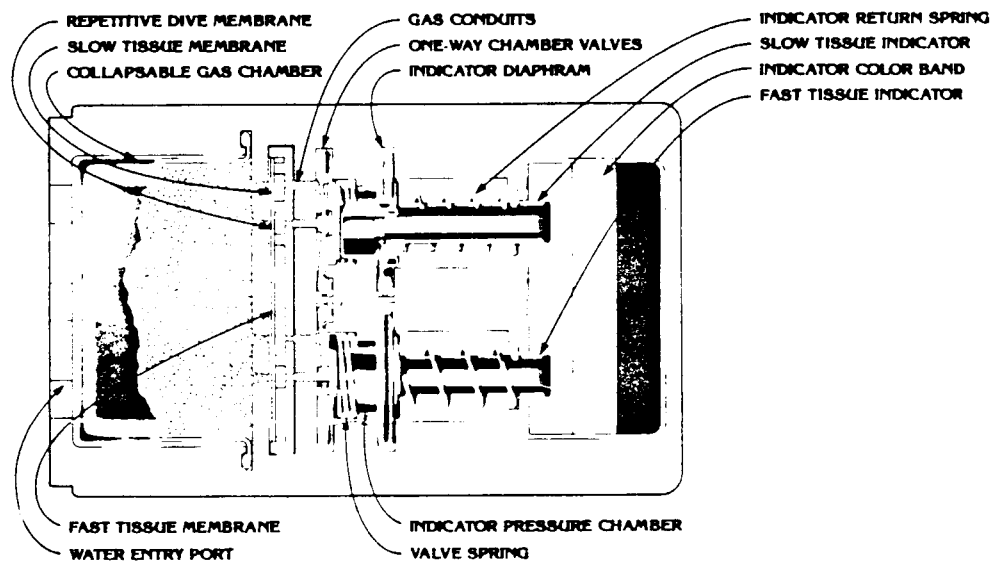 REPETITIVE DIVE MEMBRANE
SLOW TISSUE MEMBRANE
COLLAPSABLE GAS CHAMBER
GAS CONDUITS
ONE-WAY CHAMBER VALVES
INDICATOR DIAPHRAM
INDICATOR RETURN SPRING
SLOW TISSUE INDICATOR
INDICATOR COLOR BAND
FAST TISSUE INDICATOR
FAST TISSUE MEMBRANE
WATER ENTRY PORT
INDICATOR PRESSURE CHAMBER
VALVE SPRING